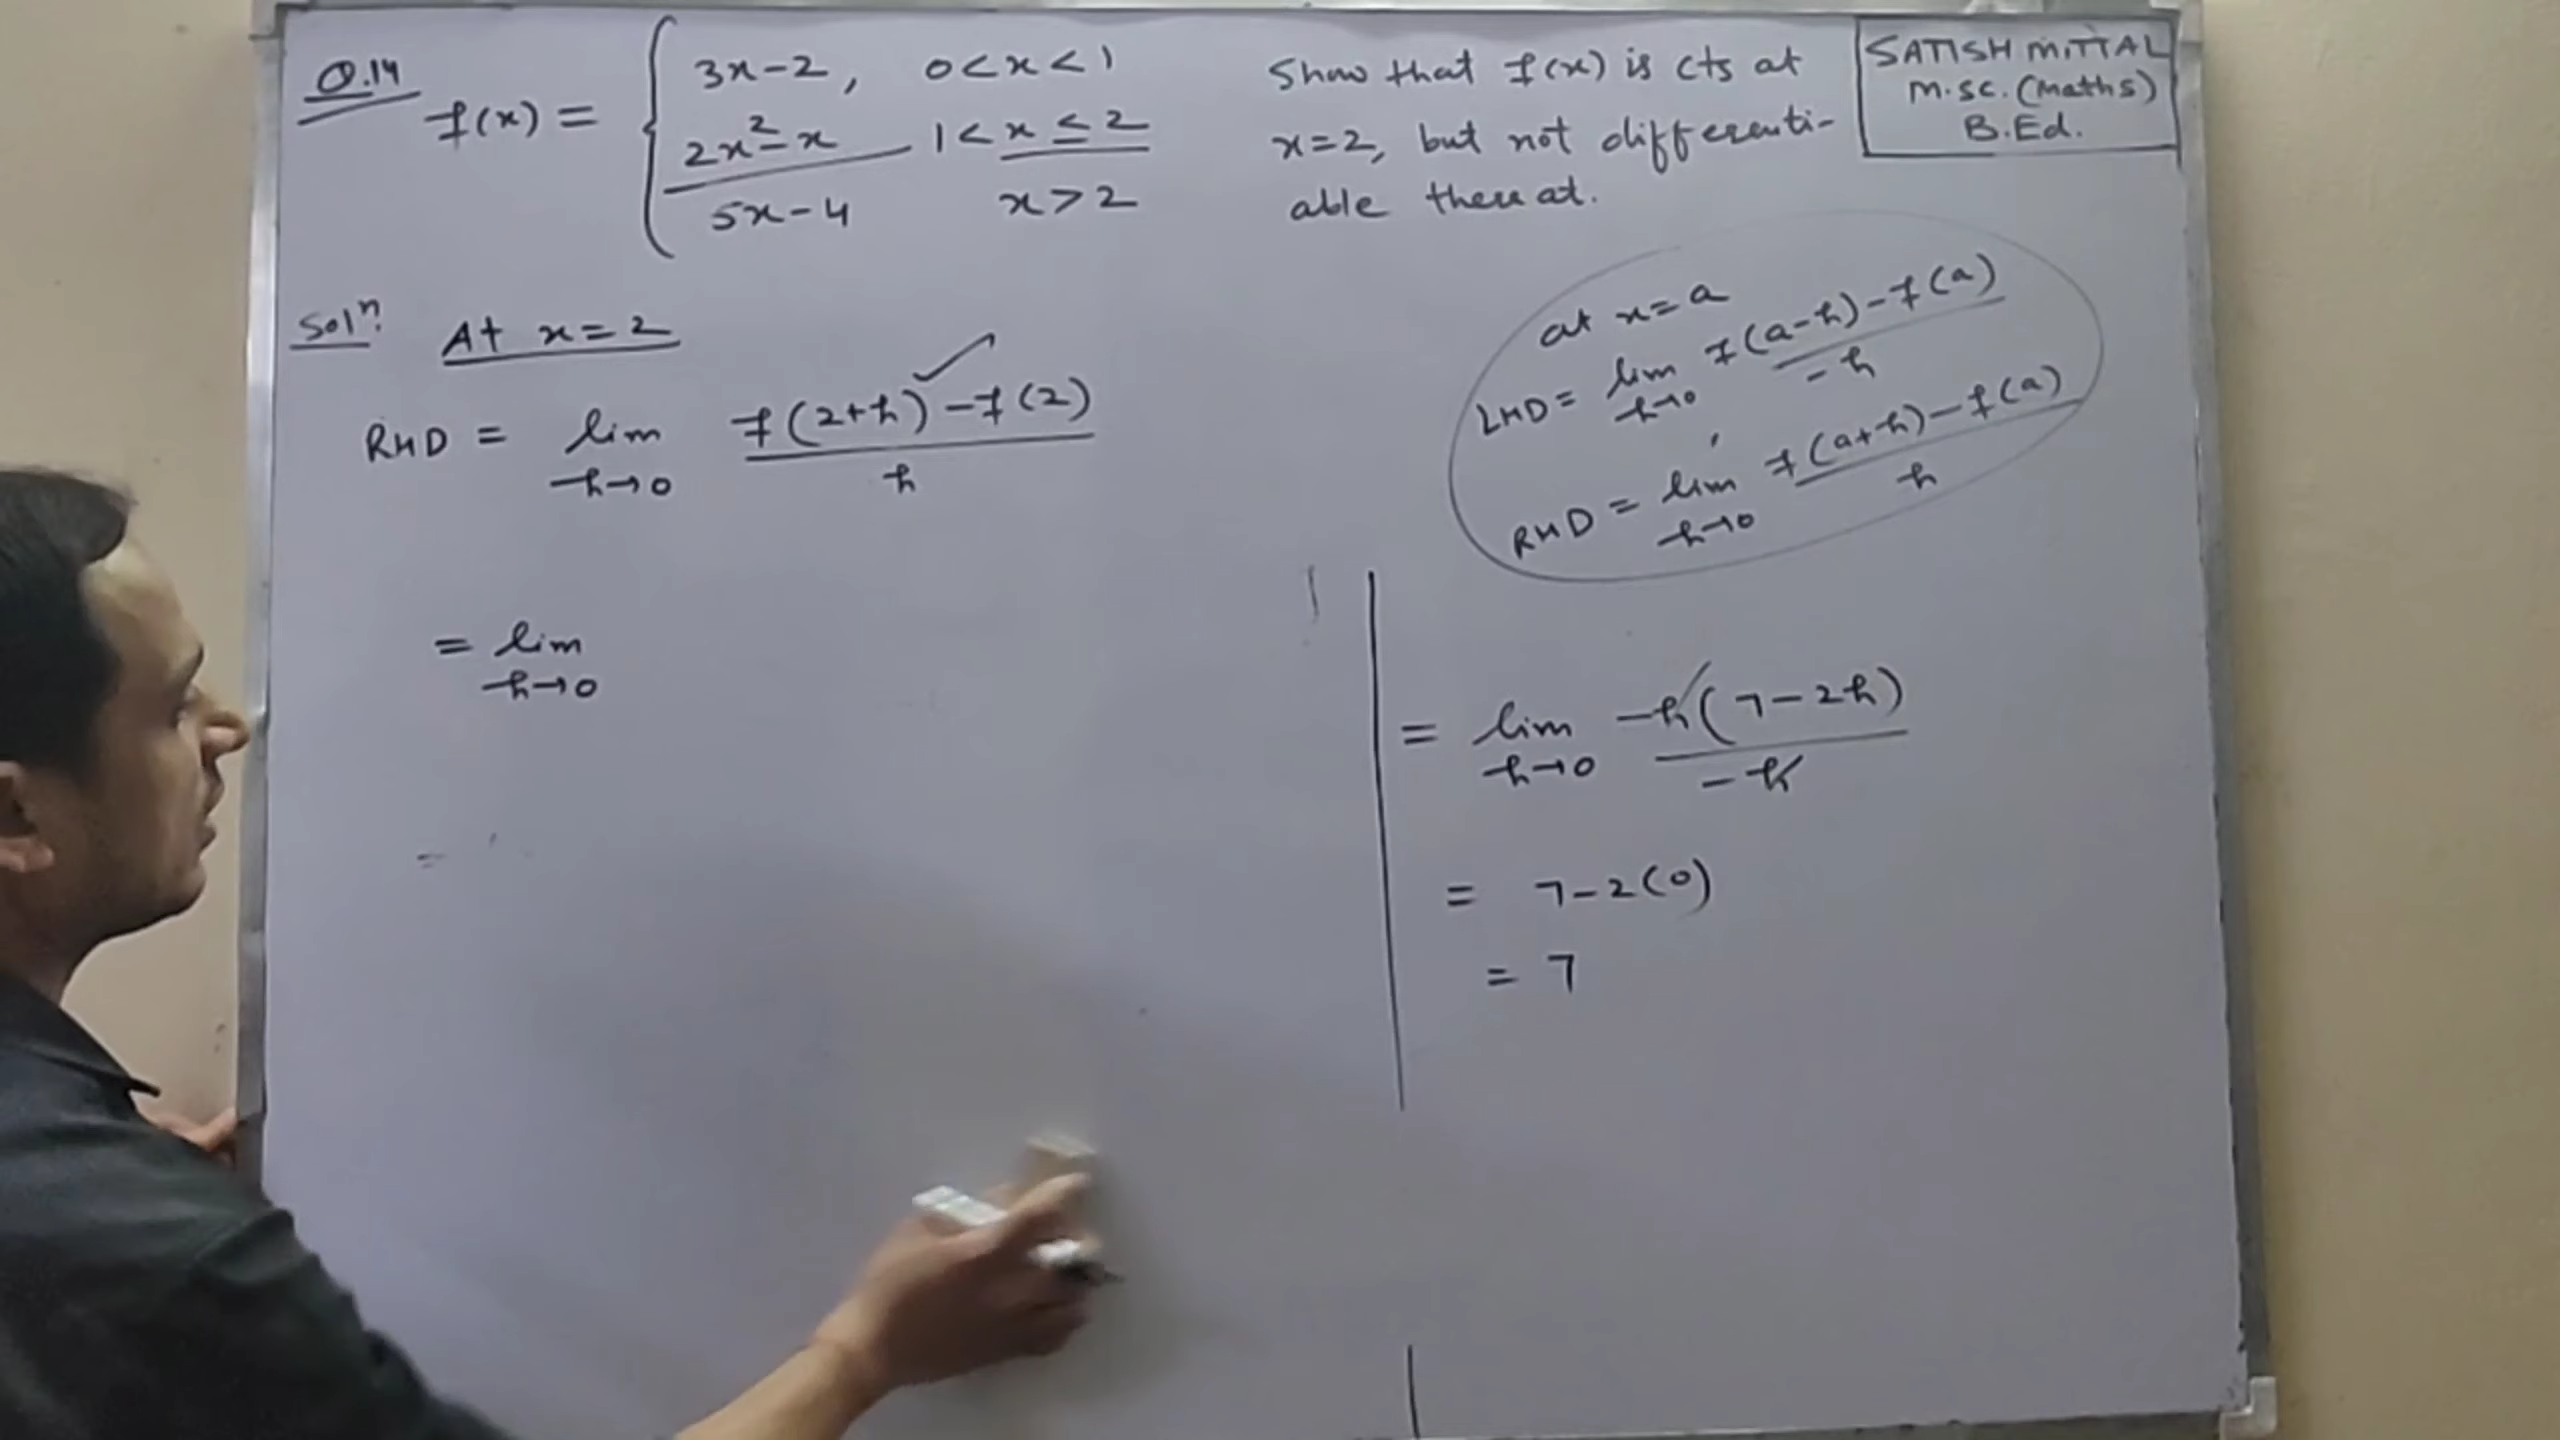 Q.14
f(x) = { 3x-2, 0<x<1
2x²-x 1<x≤2
5x-4 x>2
Show that f(x) is cts at
x=2, but not differenti-
able there at.
SATISH MITTAL
M.SC. (Maths)
B.Ed.
Solⁿ. At x=2
RHD = lim f(2+h)-f(2)
h→0 h
= lim
h→0
at x=a
LHD = lim f(a-h)-f(a)
h→0 -h
RHD = lim f(a+h)-f(a)
h→0 h
= lim -h(7-2h)
h→0 -h
= 7-2(0)
= 7